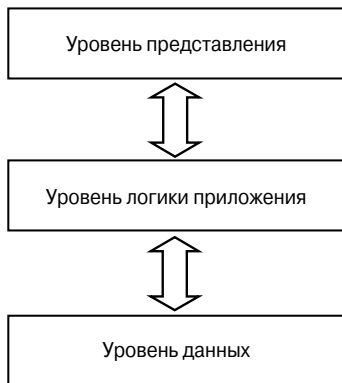 Уровень представления
Уровень логики приложения
Уровень данных